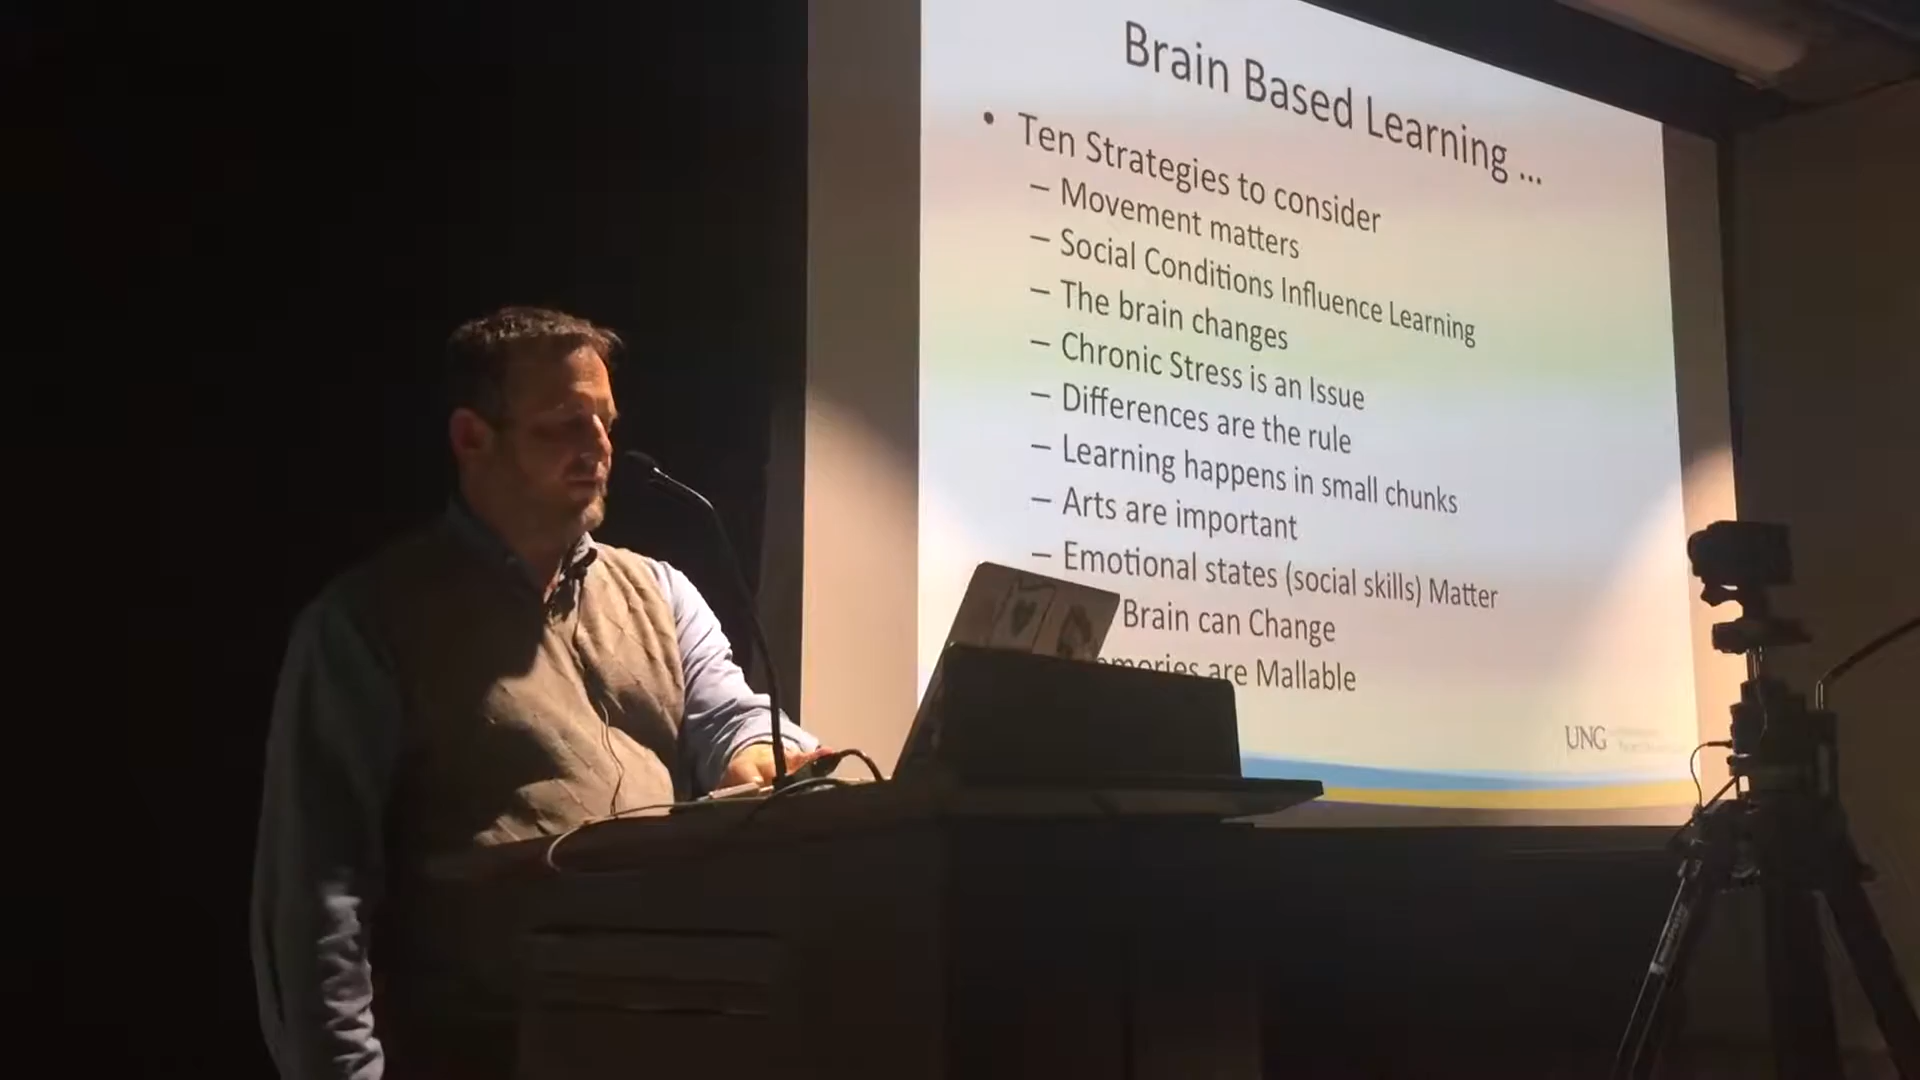 Brain Based Learning ...
• Ten Strategies to consider
– Movement matters
– Social Conditions Influence Learning
– The brain changes
– Chronic Stress is an Issue
– Differences are the rule
– Learning happens in small chunks
– Arts are important
– Emotional states (social skills) Matter
Brain can Change
are Mallable
UNG